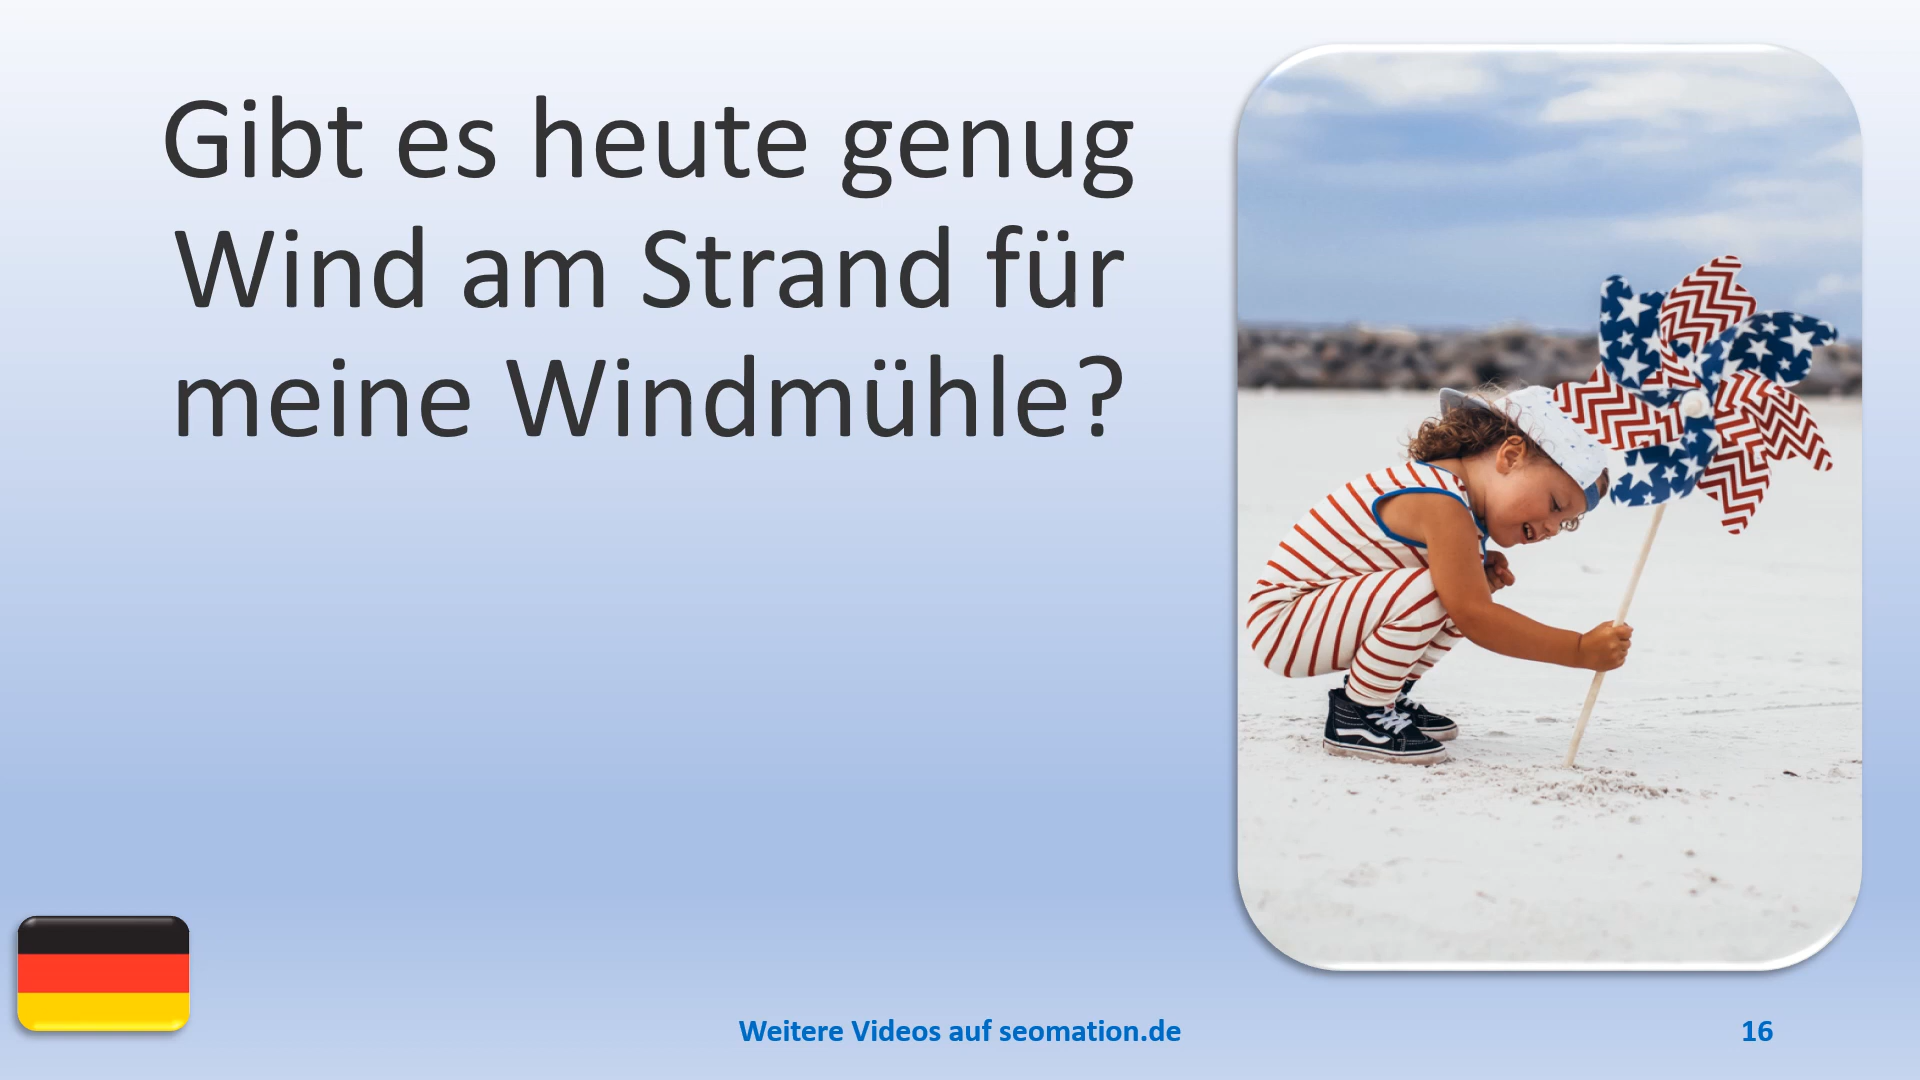 Gibt es heute genug
Wind am Strand für
meine Windmühle?
Weitere Videos auf seomation.de
16